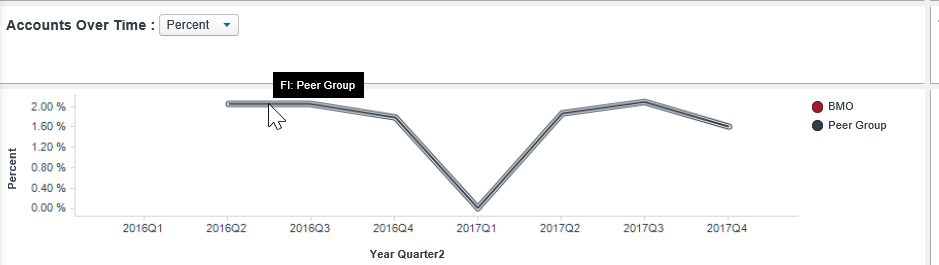 Accounts Over Time : Percent
FI: Peer Group
2.00 %
1.60 %
1.20 %
0.80 %
0.40 %
0.00 %
Percent
2016Q1 2016Q2 2016Q3 2016Q4 2017Q1 2017Q2 2017Q3 2017Q4
Year Quarter2
BMO
Peer Group